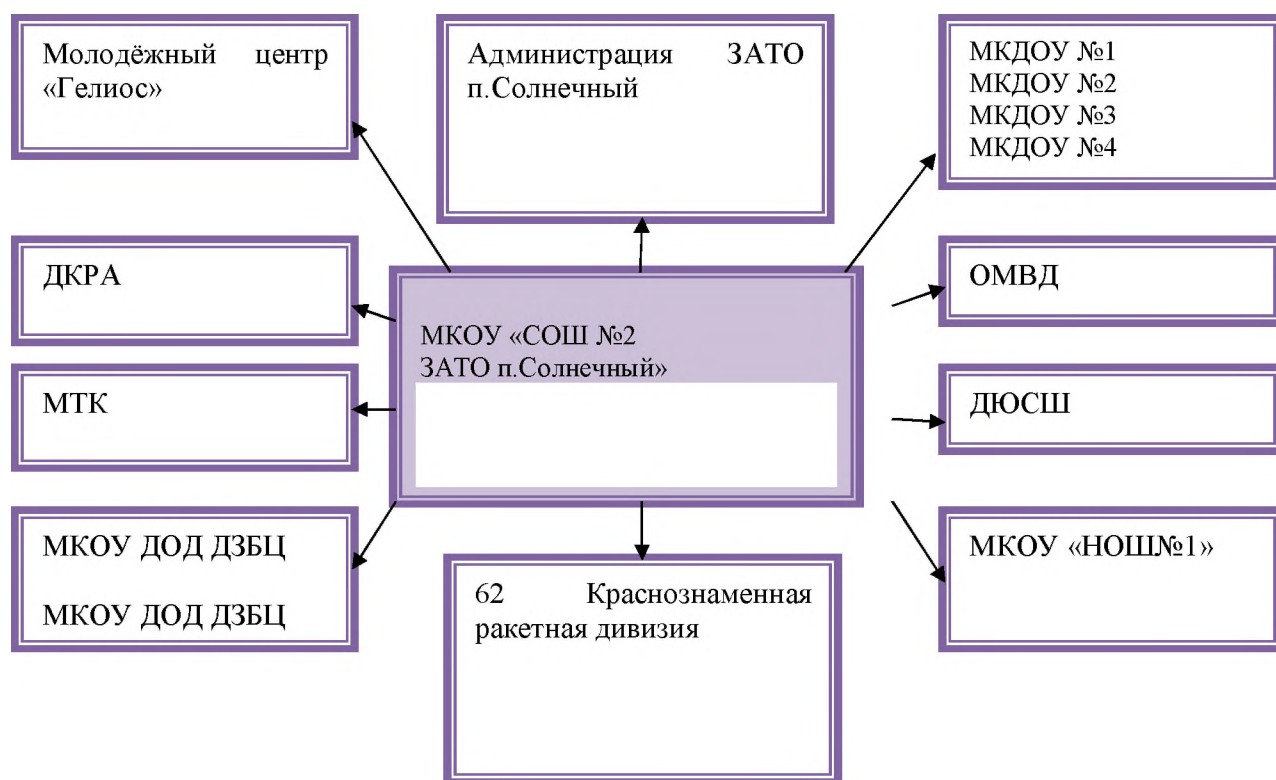 Молодёжный центр
«Гелиос»
Администрация ЗАТО
п.Солнечный
МКДОУ №1
МКДОУ №2
МКДОУ №3
МКДОУ №4
ДКРА
ОМВД
МКОУ «СОШ №2
ЗАТО п.Солнечный»
МТК
ДЮСШ
МКОУ ДОД ДЗБЦ
МКОУ ДОД ДЗБЦ
62 Краснознаменная
ракетная дивизия
МКОУ «НОШ№1»